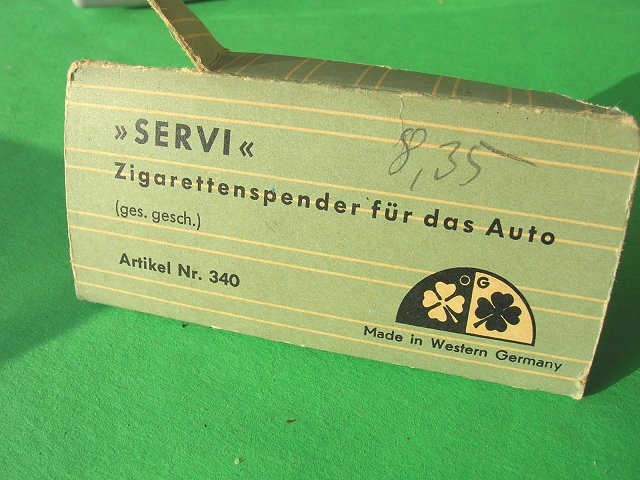 »SERVI«
8,35
Zigarettenspender für das Auto
(ges. gesch.)
Artikel Nr. 340
O G
Made in Western Germany